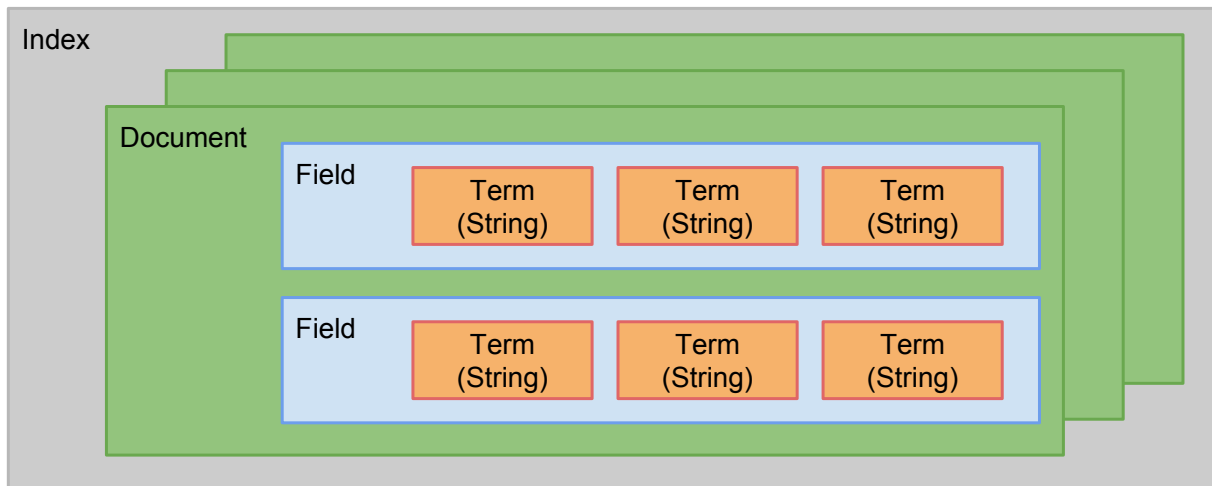 Index
Document
Field
Term
(String)
Term
(String)
Term
(String)
Field
Term
(String)
Term
(String)
Term
(String)